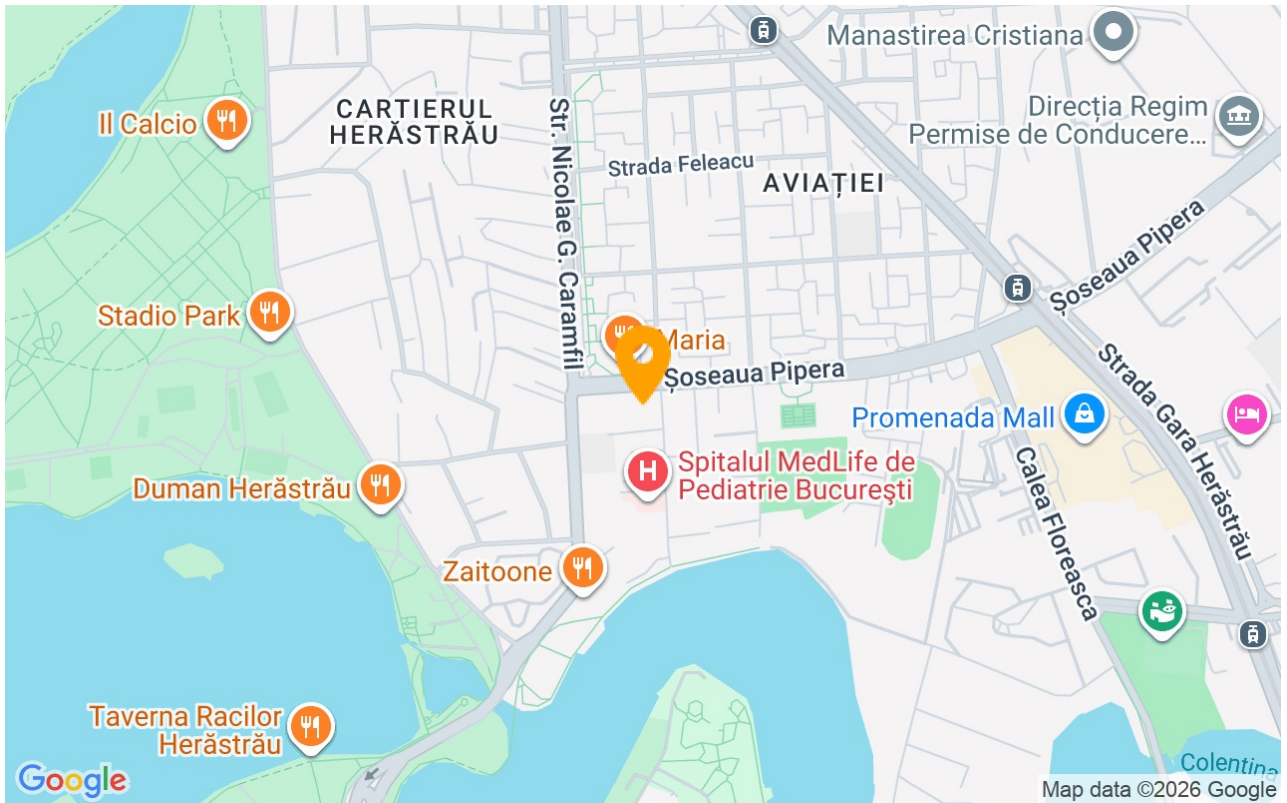 Manastirea Cristiana
Il Calcio
CARTIERUL
HERĂSTRĂU
Direcția Regim
Permise de Conducere...
Str. Nicolae G. Caramfil
Strada Feleacu
AVIAȚIEI
Șoseaua Pipera
Stadio Park
Maria
Șoseaua Pipera
Strada Gara Herăstrău
Promenada Mall
Calea Floreasca
Spitalul MedLife de
Pediatrie București
Duman Herăstrău
Zaitoone
Taverna Racilor
Herăstrău
Colentina
Google
Map data ©2026 Google